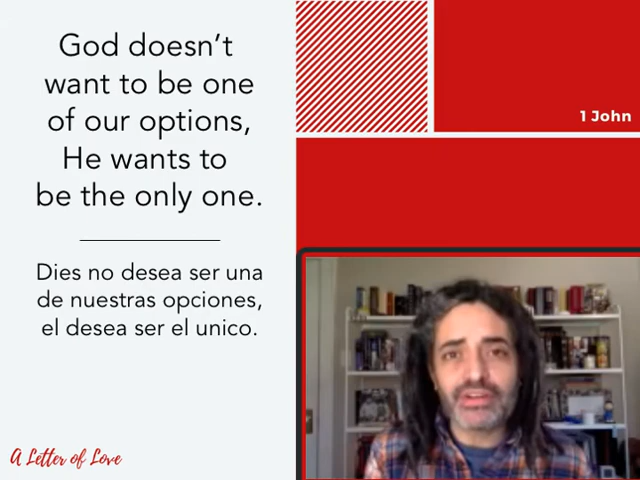 God doesn’t
want to be one
of our options,
He wants to
be the only one.
Dies no desea ser una
de nuestras opciones,
el desea ser el unico.
1 John
A Letter of Love